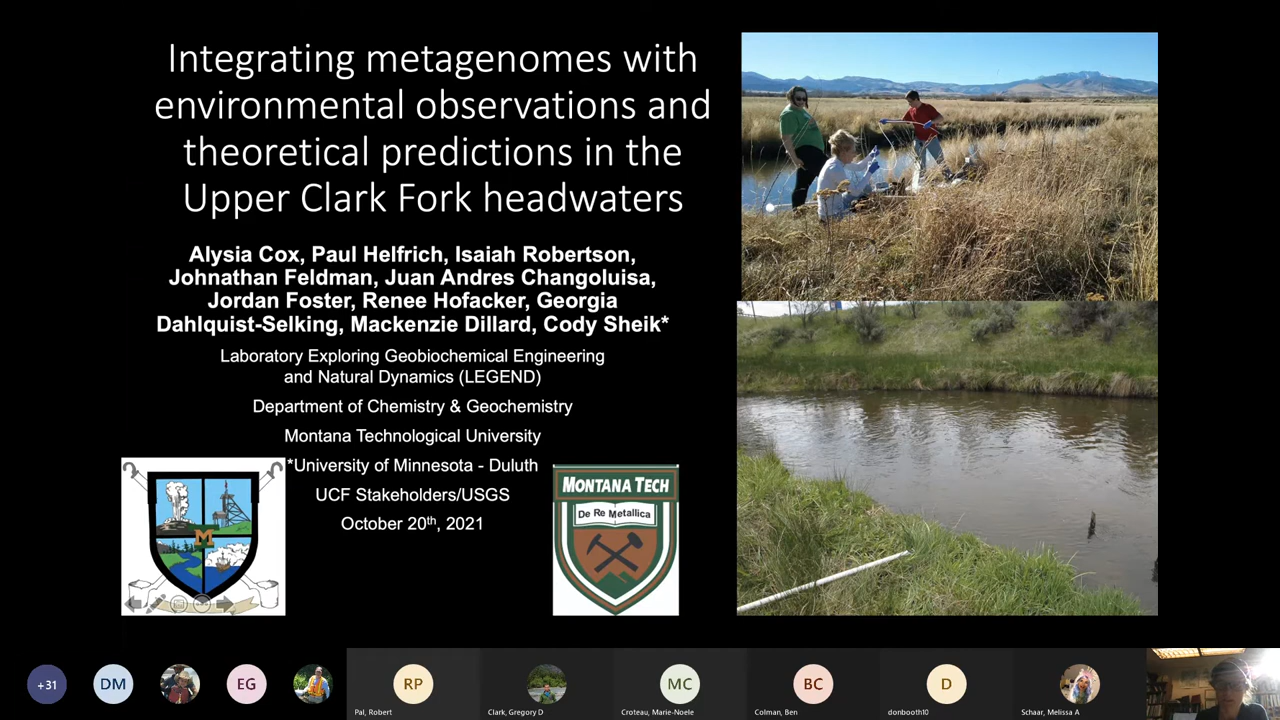 Integrating metagenomes with
environmental observations and
theoretical predictions in the
Upper Clark Fork headwaters
Alysia Cox, Paul Helfrich, Isaiah Robertson,
Johnathan Feldman, Juan Andres Changoluisa,
Jordan Foster, Renee Hofacker, Georgia
Dahlquist-Selking, Mackenzie Dillard, Cody Sheik*
Laboratory Exploring Geobiochemical Engineering
and Natural Dynamics (LEGEND)
Department of Chemistry & Geochemistry
Montana Technological University
*University of Minnesota - Duluth
UCF Stakeholders/USGS
October 20th, 2021
M
MONTANA TECH
De Re Metallica
+31
DM
EG
RP
Pal, Robert
Clark, Gregory D
MC
Croteau, Marie-Noele
BC
Colman, Ben
D
donbooth10
Schaar, Melissa A